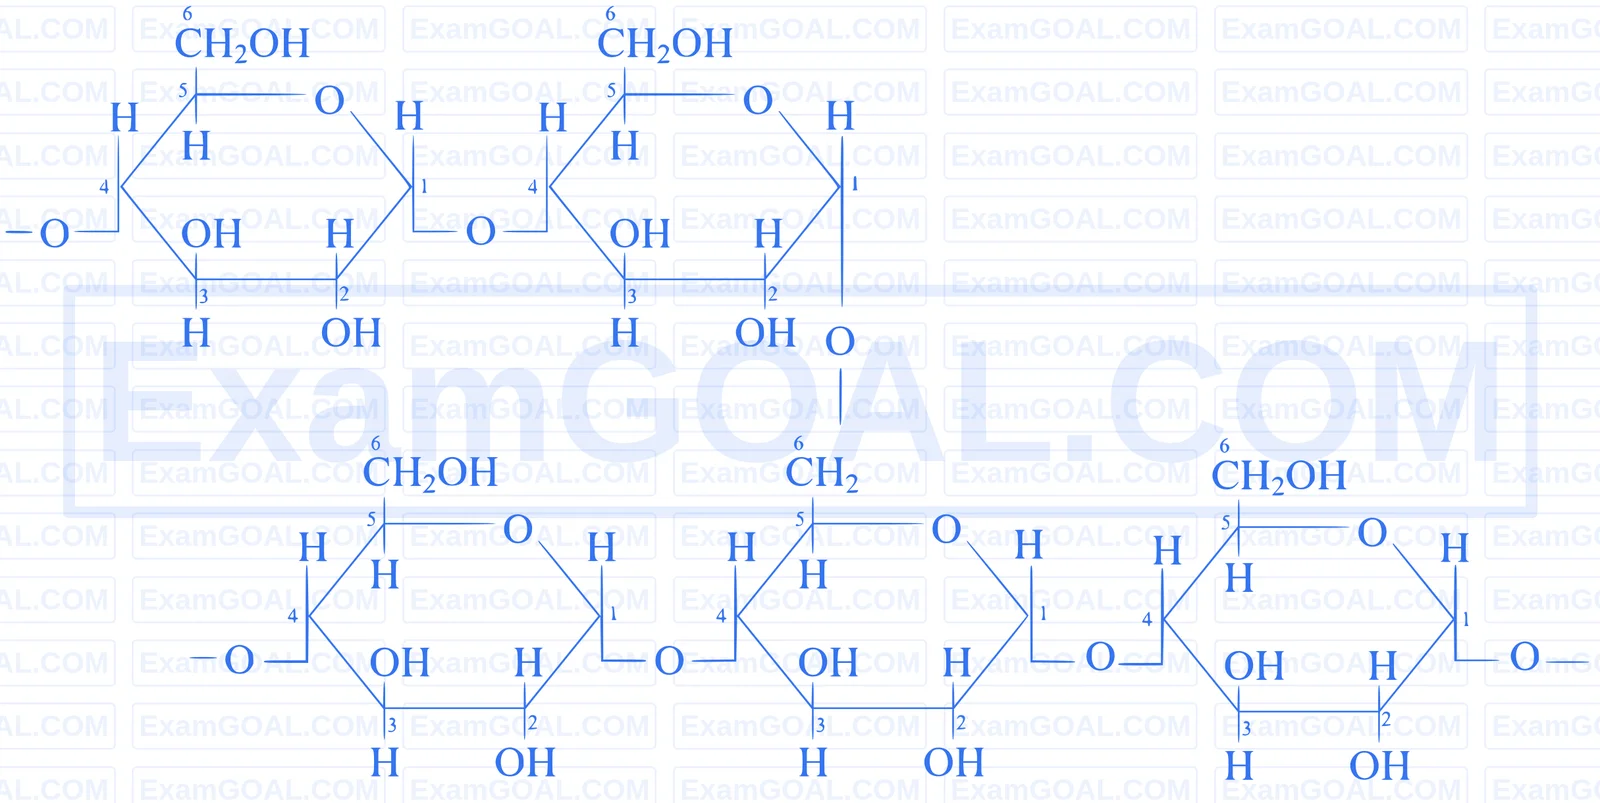 6 6
CH2OH CH2OH
5 O H 5 O H
H H H H
4 1 4 1
O OH H O OH H
3 2 3 2
H OH H OH O
6 6 6
CH2OH CH2 CH2OH
5 O H 5 O H 5 O H
H H H H H H
4 1 4 1 4 1
O OH H O OH H O OH H O
3 2 3 2 3 2
H OH H OH H OH
ExamGOAL.COM